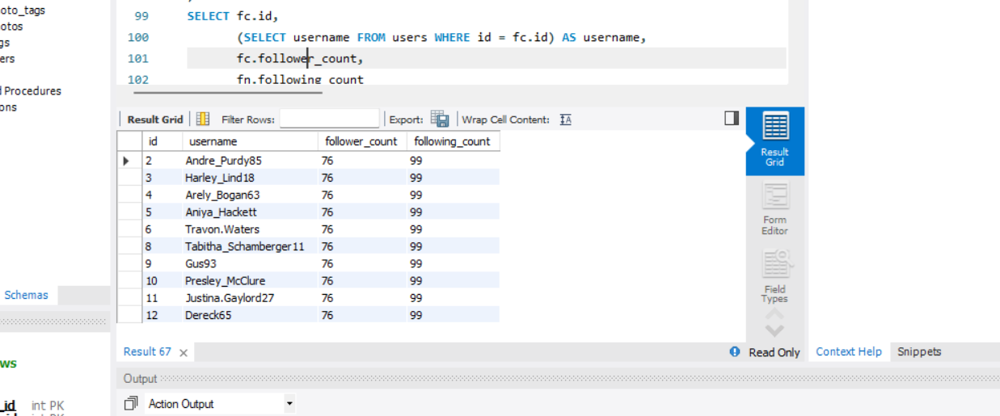 oto_tags
otos
gs
ers
d Procedures
ons
Schemas
ws
_id int PK
99 SELECT fc.id,
100 (SELECT username FROM users WHERE id = fc.id) AS username,
101 fc.follower_count,
102 fn.following_count
Result Grid Filter Rows: Export: Wrap Cell Content: IA
id username follower_count following_count
2 Andre_Purdy85 76 99
3 Harley_Lind18 76 99
4 Arely_Bogan63 76 99
5 Aniya_Hackett 76 99
6 Travon.Waters 76 99
8 Tabitha_Schamberger11 76 99
9 Gus93 76 99
10 Presley_McClure 76 99
11 Justina.Gaylord27 76 99
12 Dereck65 76 99
Result
Grid
Form
Editor
Field
Types
Result 67 ×
Read Only
Context Help Snippets
Output
Action Output